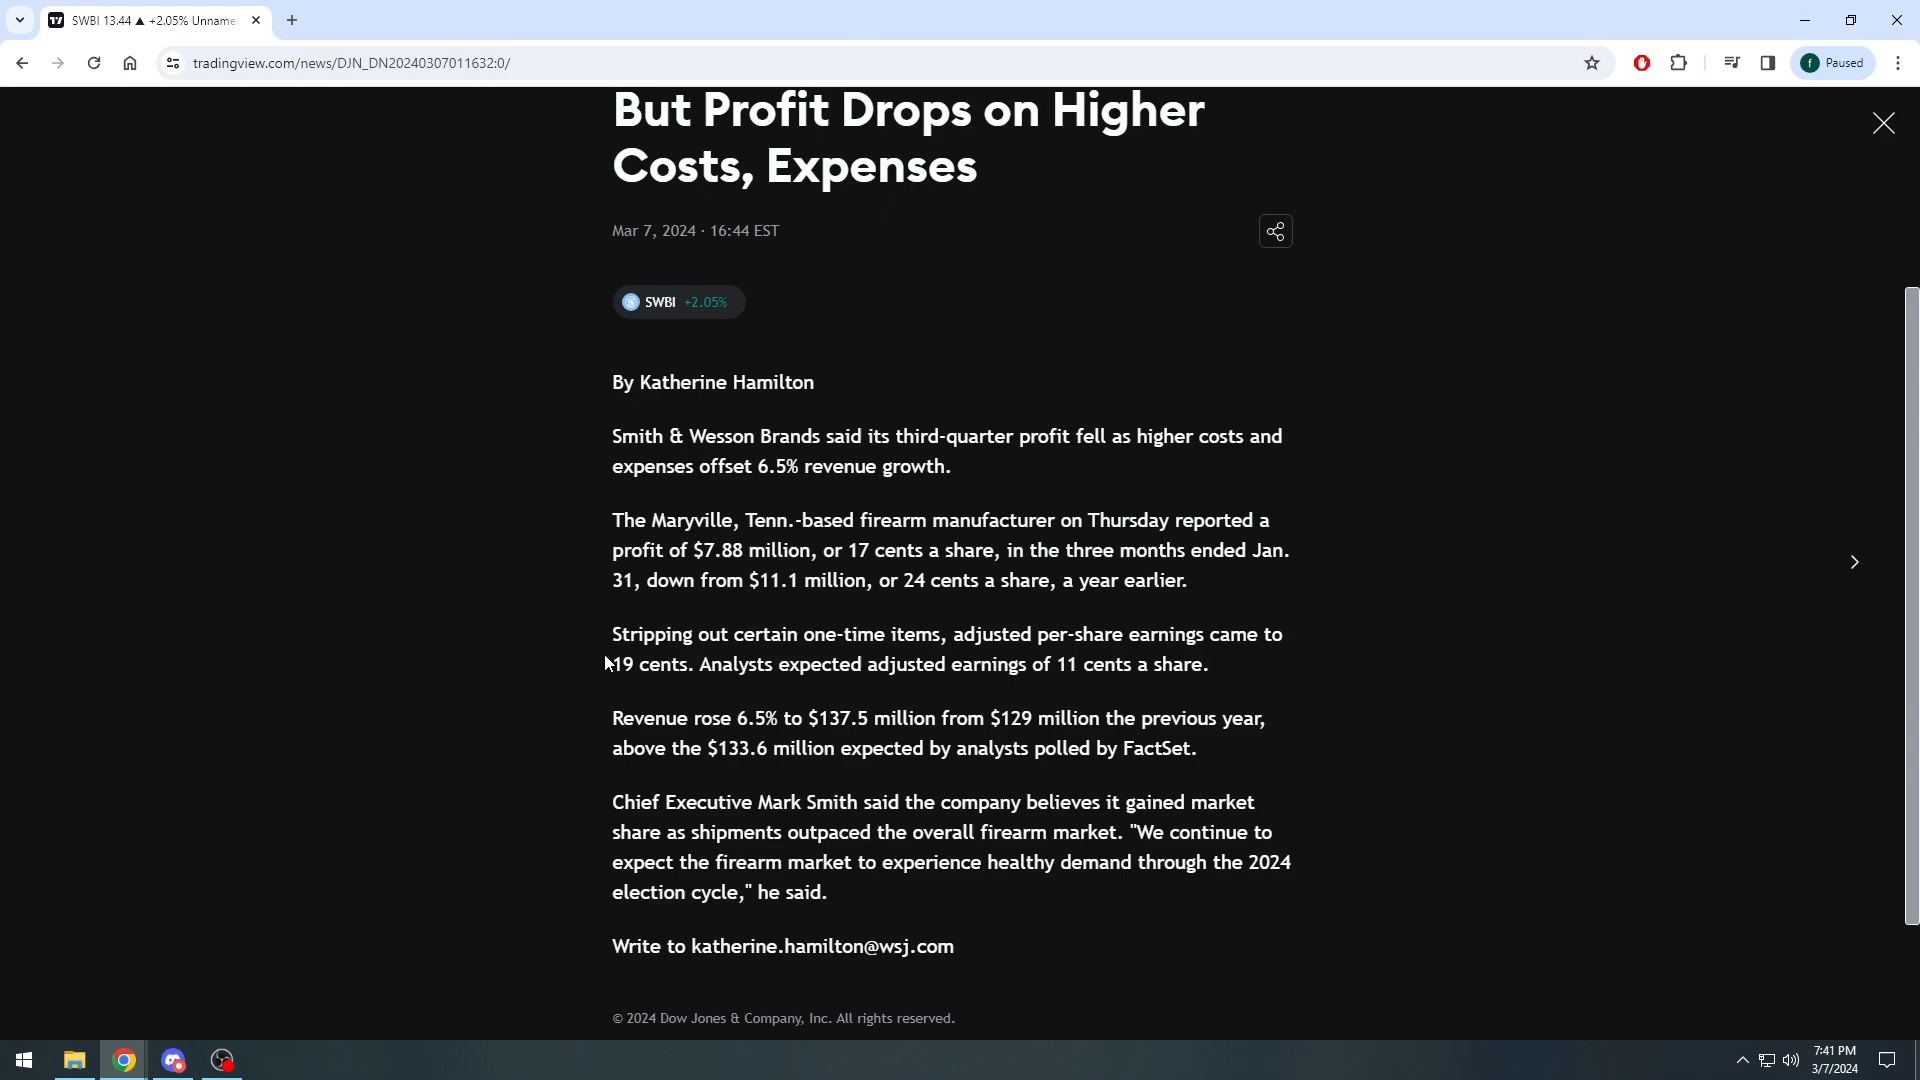 SWBI 13.44 ▲ +2.05% Unname
tradingview.com/news/DJN_DN20240307011632:0/
f Paused
But Profit Drops on Higher
Costs, Expenses
Mar 7, 2024 · 16:44 EST
SWBI +2.05%
By Katherine Hamilton
Smith & Wesson Brands said its third-quarter profit fell as higher costs and
expenses offset 6.5% revenue growth.
The Maryville, Tenn.-based firearm manufacturer on Thursday reported a
profit of $7.88 million, or 17 cents a share, in the three months ended Jan.
31, down from $11.1 million, or 24 cents a share, a year earlier.
Stripping out certain one-time items, adjusted per-share earnings came to
19 cents. Analysts expected adjusted earnings of 11 cents a share.
Revenue rose 6.5% to $137.5 million from $129 million the previous year,
above the $133.6 million expected by analysts polled by FactSet.
Chief Executive Mark Smith said the company believes it gained market
share as shipments outpaced the overall firearm market. "We continue to
expect the firearm market to experience healthy demand through the 2024
election cycle," he said.
Write to katherine.hamilton@wsj.com
© 2024 Dow Jones & Company, Inc. All rights reserved.
7:41 PM
3/7/2024